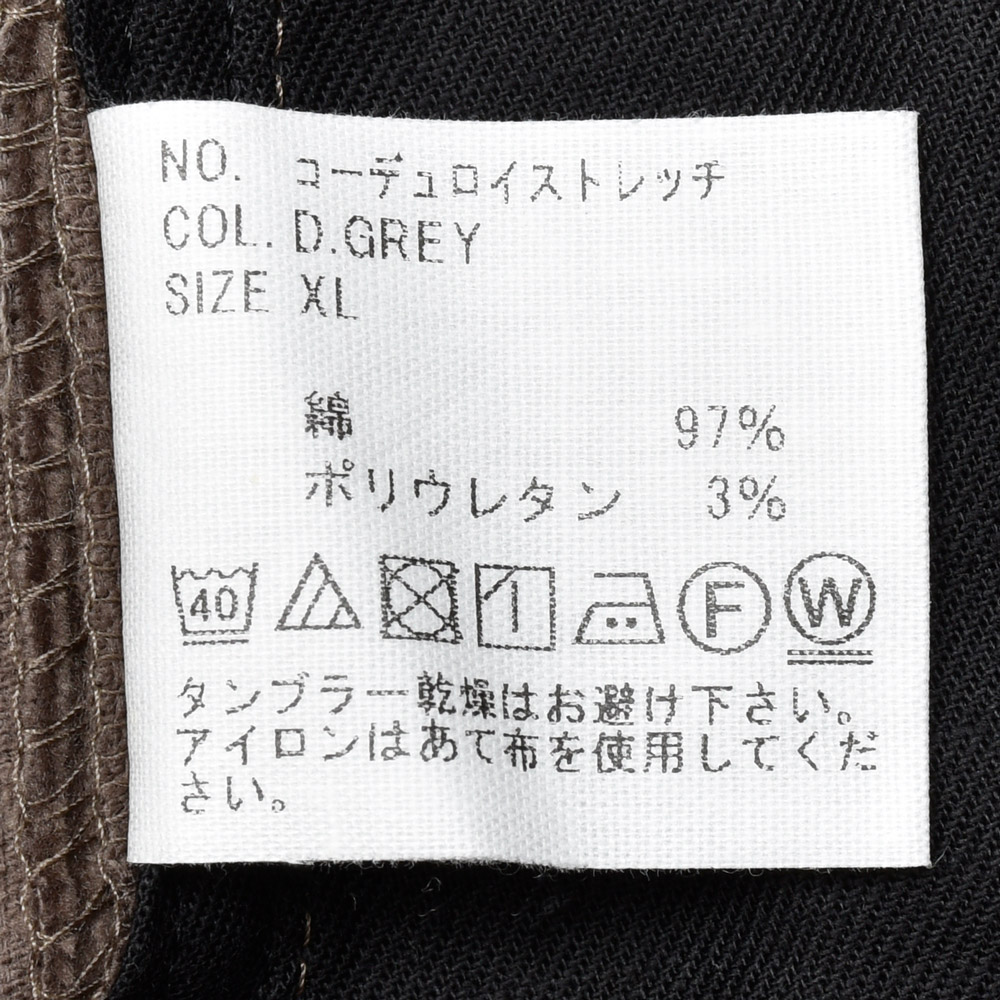 NO. コーデュロイストレッチ
COL. D.GREY
SIZE XL
綿 97%
ポリウレタン 3%
40 F W
タンブラー乾燥はお避け下さい。
アイロンはあて布を使用してくだ
さい。